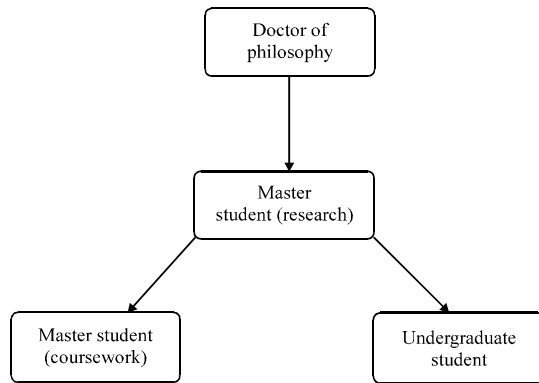 Doctor of
philosophy
Master
student (research)
Master student
(coursework)
Undergraduate
student